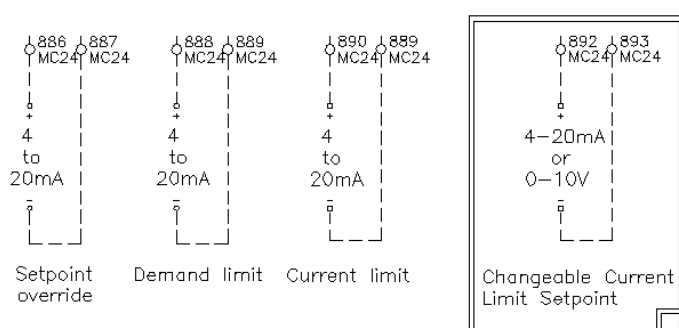 886 887 888 889 890 889 892 893
MC24 MC24 MC24 MC24 MC24 MC24 MC24 MC24
+ + + +
4 4 4 4-20mA
to to to or
20mA 20mA 20mA 0-10V
- - - -
Setpoint Demand limit Current limit Changeable Current
override Limit Setpoint